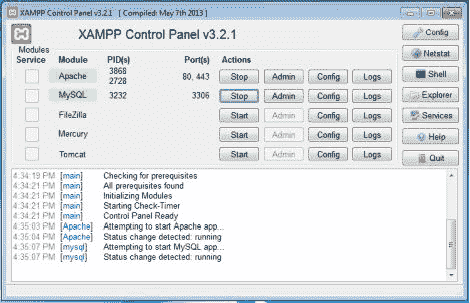 XAMPP Control Panel v3.2.1 [ Compiled: May 7th 2013 ]
XAMPP Control Panel v3.2.1
Config
Modules
Service Module PID(s) Port(s) Actions
Netstat
Apache 3868 2728 80, 443 Stop Admin Config Logs
Shell
MySQL 3232 3306 Stop Admin Config Logs
Explorer
FileZilla Start Admin Config Logs
Services
Mercury Start Admin Config Logs
Help
Tomcat Start Admin Config Logs
Quit
4:34:19 PM [main] Checking for prerequisites
4:34:21 PM [main] All prerequisites found
4:34:21 PM [main] Initializing Modules
4:34:21 PM [main] Starting Check-Timer
4:34:21 PM [main] Control Panel Ready
4:35:03 PM [Apache] Attempting to start Apache app...
4:35:04 PM [Apache] Status change detected: running
4:35:07 PM [mysql] Attempting to start MySQL app...
4:35:07 PM [mysql] Status change detected: running